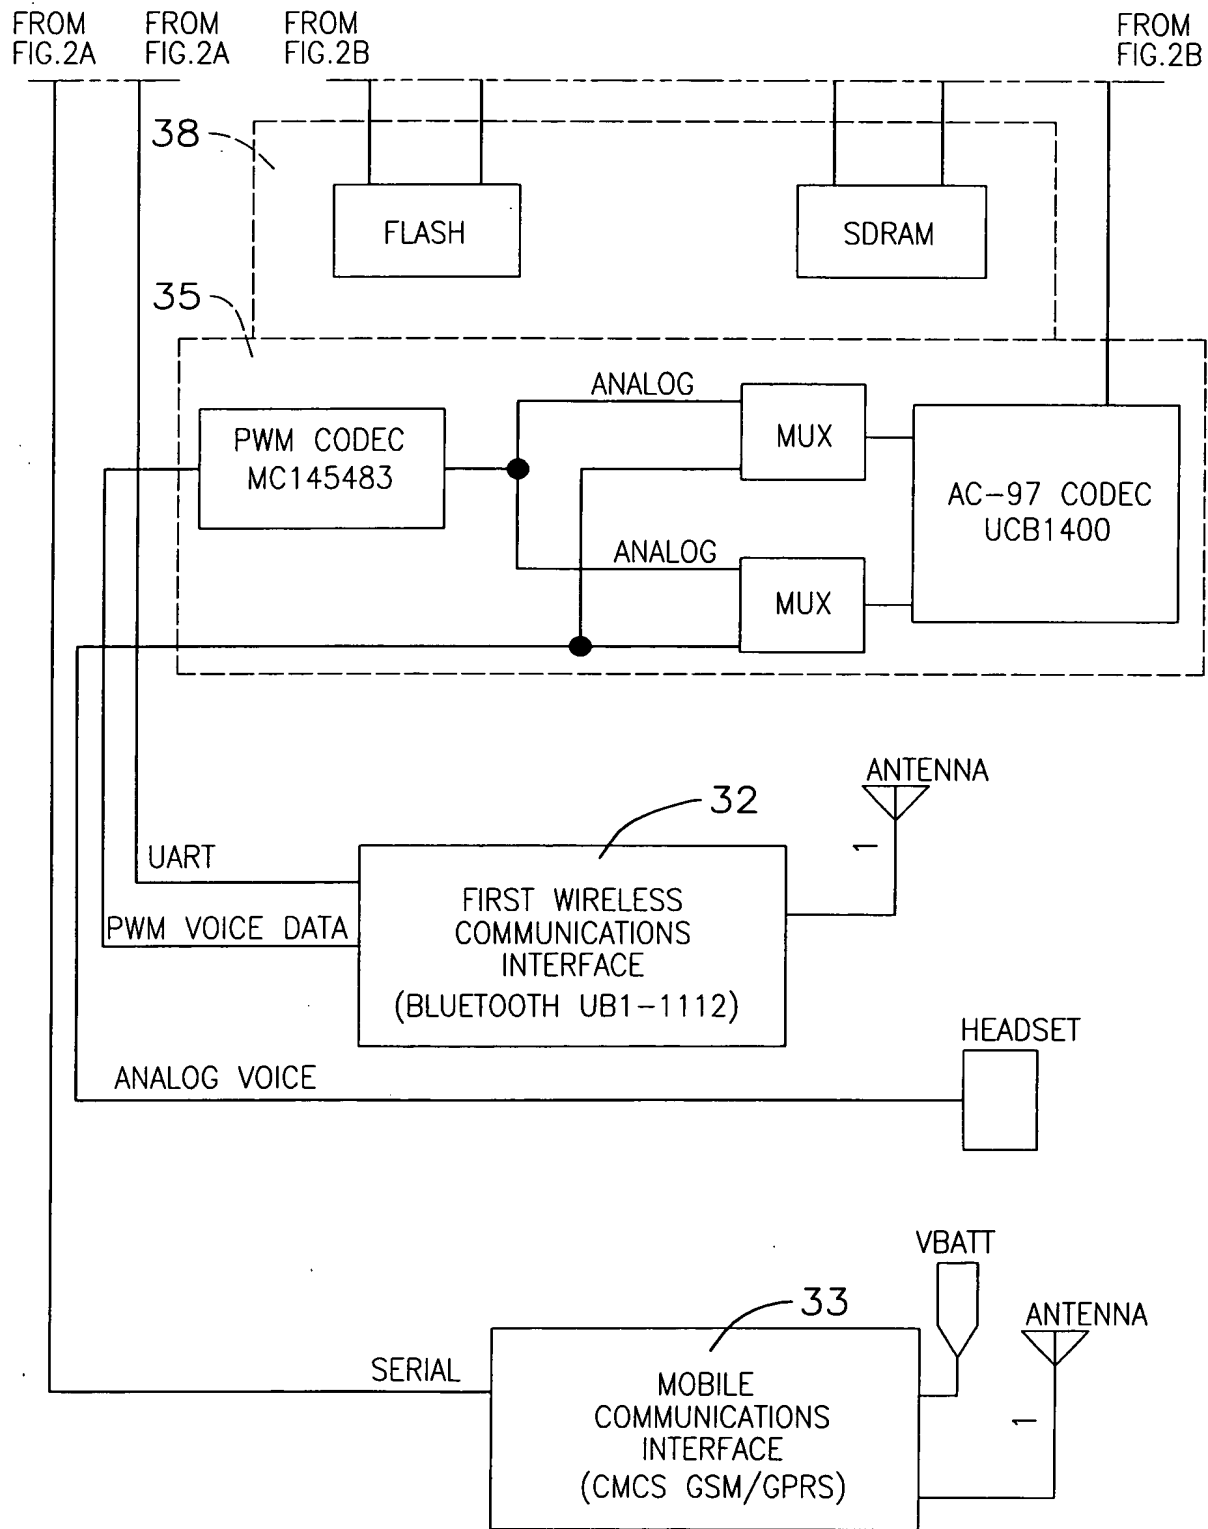 FROM
FIG.2A
FROM
FIG.2A
FROM
FIG.2B
FROM
FIG.2B
38
FLASH
SDRAM
35
ANALOG
PWM CODEC
MC145483
MUX
AC-97 CODEC
UCB1400
ANALOG
MUX
ANTENNA
32
1
UART
FIRST WIRELESS
COMMUNICATIONS
INTERFACE
(BLUETOOTH UB1-1112)
PWM VOICE DATA
HEADSET
ANALOG VOICE
VBATT
33
ANTENNA
SERIAL
MOBILE
COMMUNICATIONS
INTERFACE
(CMCS GSM/GPRS)
1